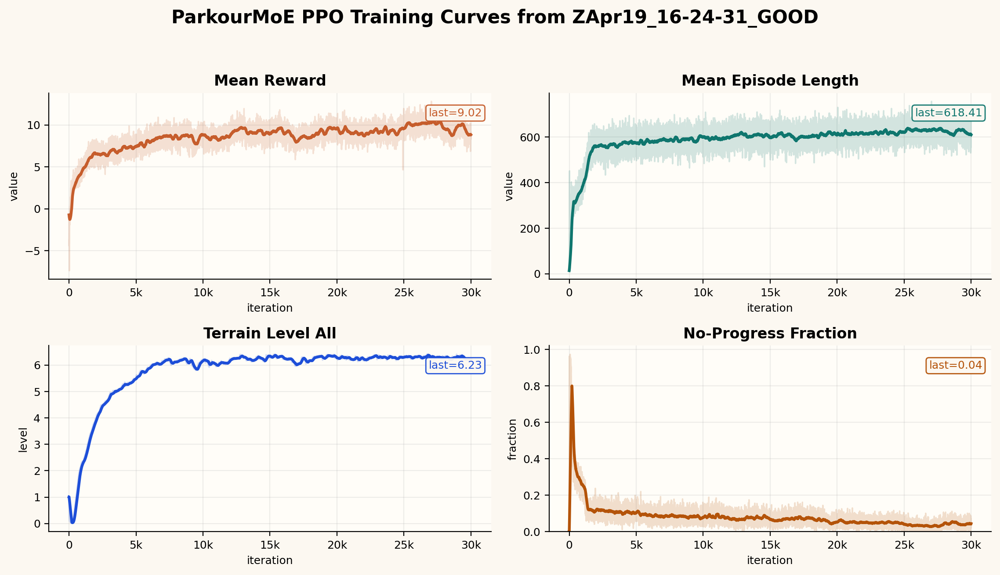 ParkourMoE PPO Training Curves from ZApr19_16-24-31_GOOD
Mean Reward
last=9.02
10
5
0
−5
value
0 5k 10k 15k 20k 25k 30k
iteration
Mean Episode Length
last=618.41
600
400
200
0
value
0 5k 10k 15k 20k 25k 30k
iteration
Terrain Level All
last=6.23
6
5
4
3
2
1
0
level
0 5k 10k 15k 20k 25k 30k
iteration
No-Progress Fraction
last=0.04
1.0
0.8
0.6
0.4
0.2
0.0
fraction
0 5k 10k 15k 20k 25k 30k
iteration